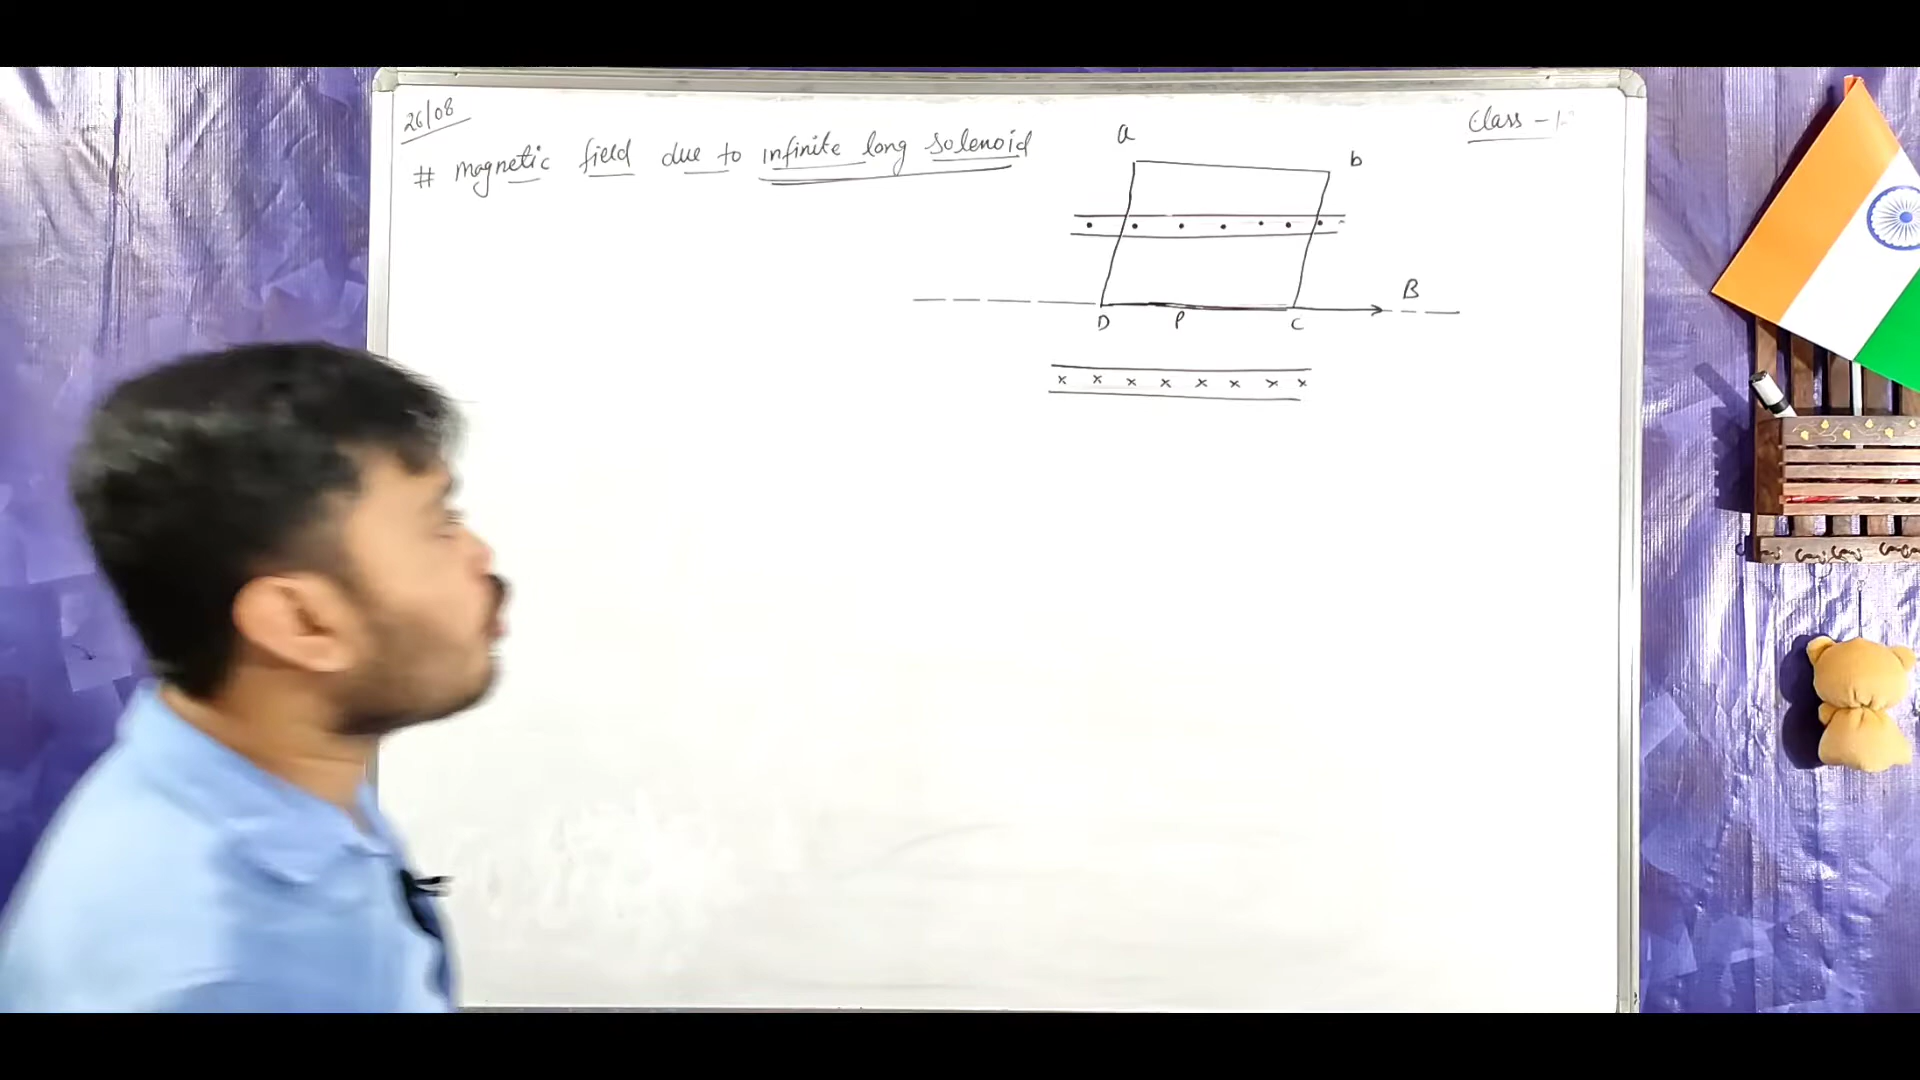 26/08
Class -
# magnetic field due to infinite long solenoid
a
b
B
D P C
x x x x x x x x